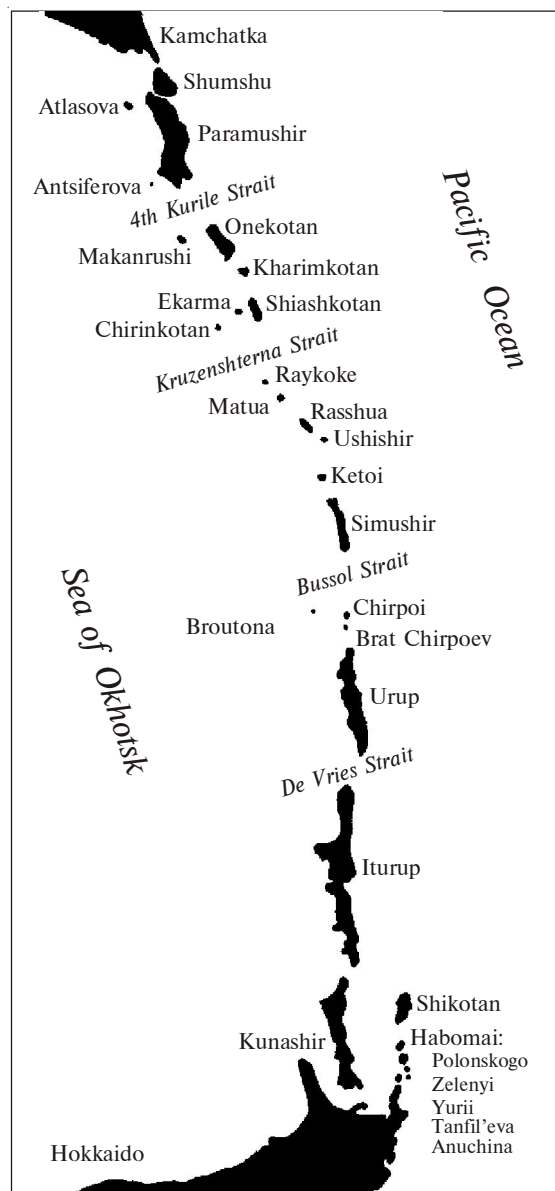 Kamchatka
Shumshu
Atlasova
Paramushir
Antsiferova
4th Kurile Strait
Onekotan
Makanrushi
Kharimkotan
Ekarma
Shiashkotan
Chirinkotan
Kruzenshterna Strait
Raykoke
Matua
Rasshua
Ushishir
Ketoi
Simushir
Pacific Ocean
Bussol Strait
Chirpoi
Broutona
Brat Chirpoev
Sea of Okhotsk
Urup
De Vries Strait
Iturup
Shikotan
Kunashir
Habomai:
Polonskogo
Zelenyi
Yurii
Tanfil'eva
Anuchina
Hokkaido